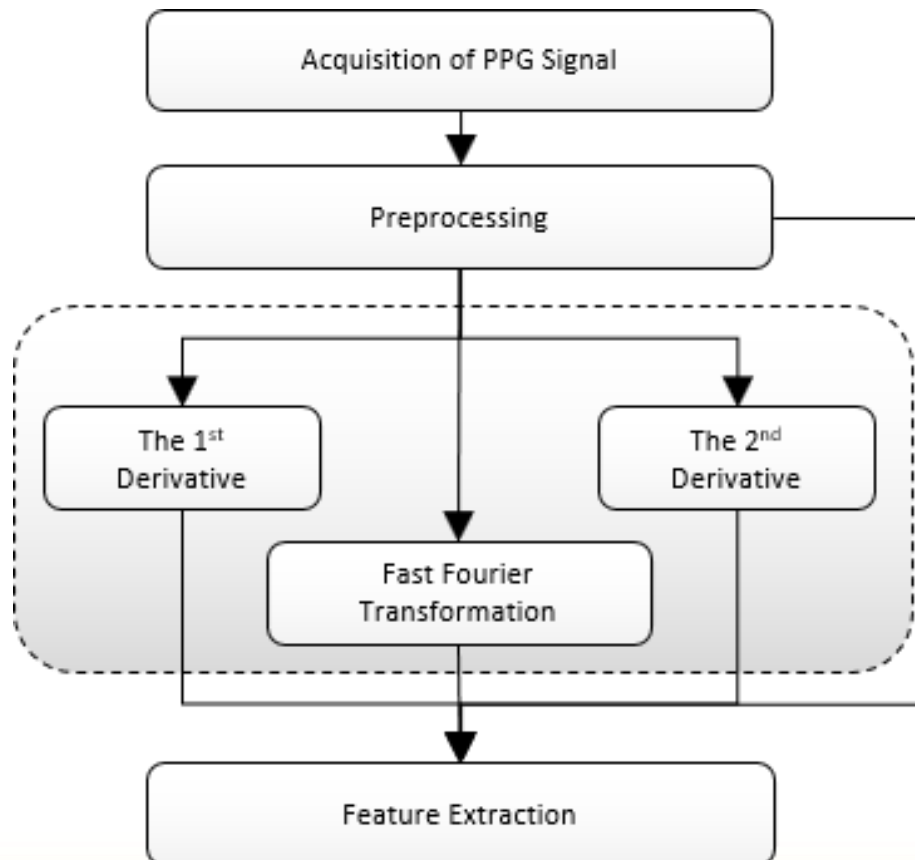 Acquisition of PPG Signal
Preprocessing
The 1st
Derivative
The 2nd
Derivative
Fast Fourier
Transformation
Feature Extraction